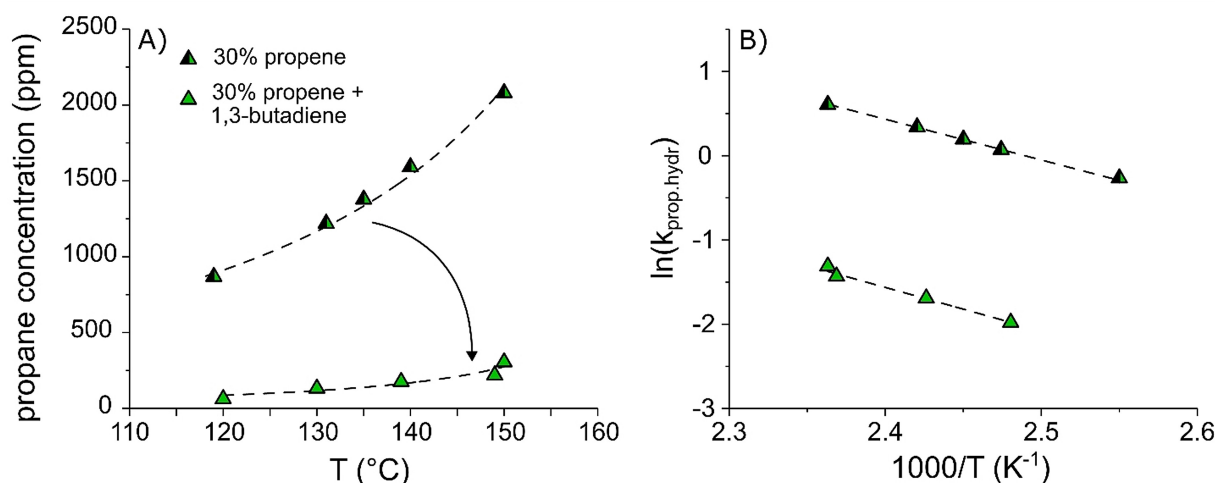 A)
30% propene
30% propene +
1,3-butadiene
propane concentration (ppm)
2500
2000
1500
1000
500
0
110
120
130
140
150
160
T (°C)
B)
ln(kprop.hydr)
1
0
-1
-2
-3
2.3
2.4
2.5
2.6
1000/T (K-1)